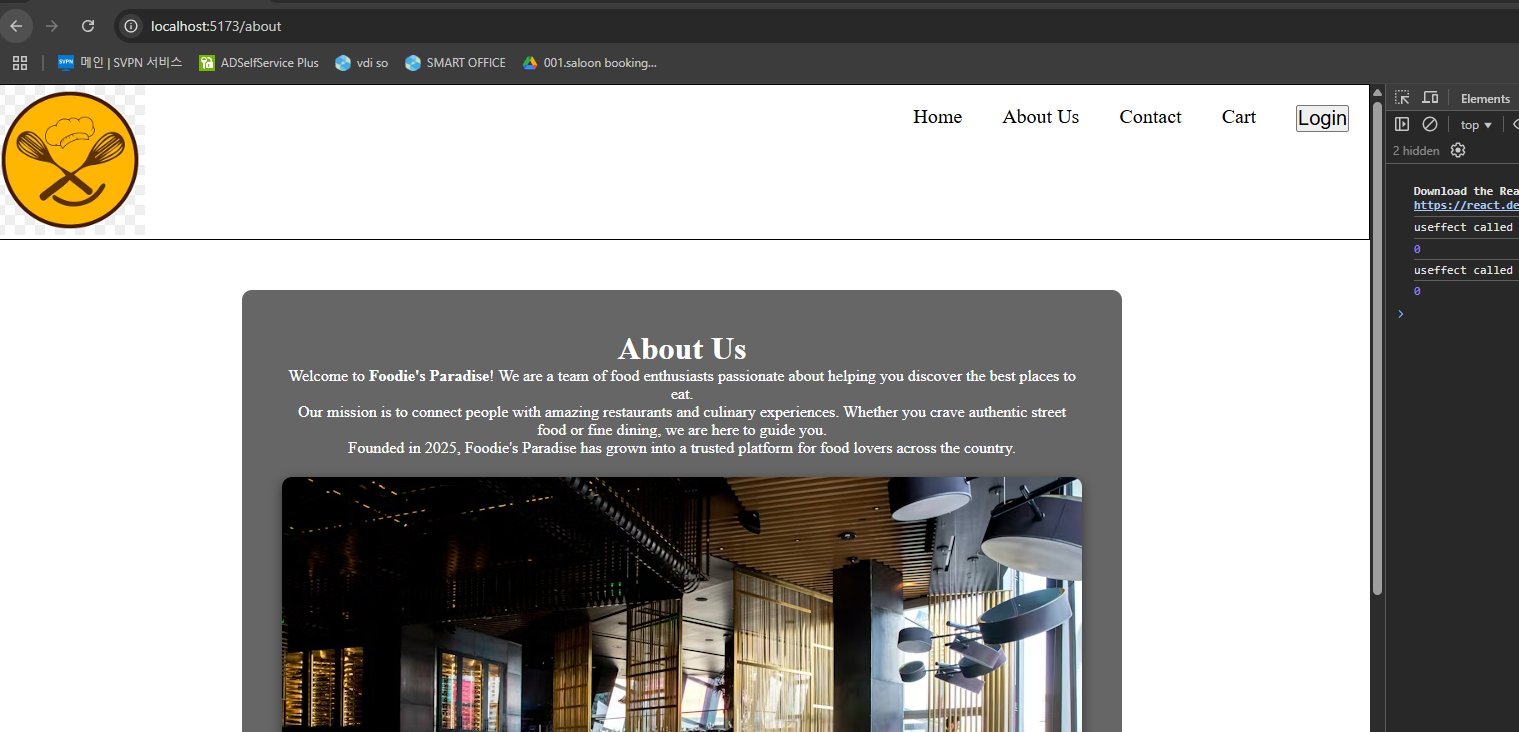 localhost:5173/about
SVPN 메인 | SVPN 서비스 ADSelfService Plus vdi so SMART OFFICE 001.saloon booking...
Home About Us Contact Cart Login
Elements
top
2 hidden
Download the Rea
https://react.de
useffect called
0
useffect called
0
About Us
Welcome to Foodie's Paradise! We are a team of food enthusiasts passionate about helping you discover the best places to
eat.
Our mission is to connect people with amazing restaurants and culinary experiences. Whether you crave authentic street
food or fine dining, we are here to guide you.
Founded in 2025, Foodie's Paradise has grown into a trusted platform for food lovers across the country.